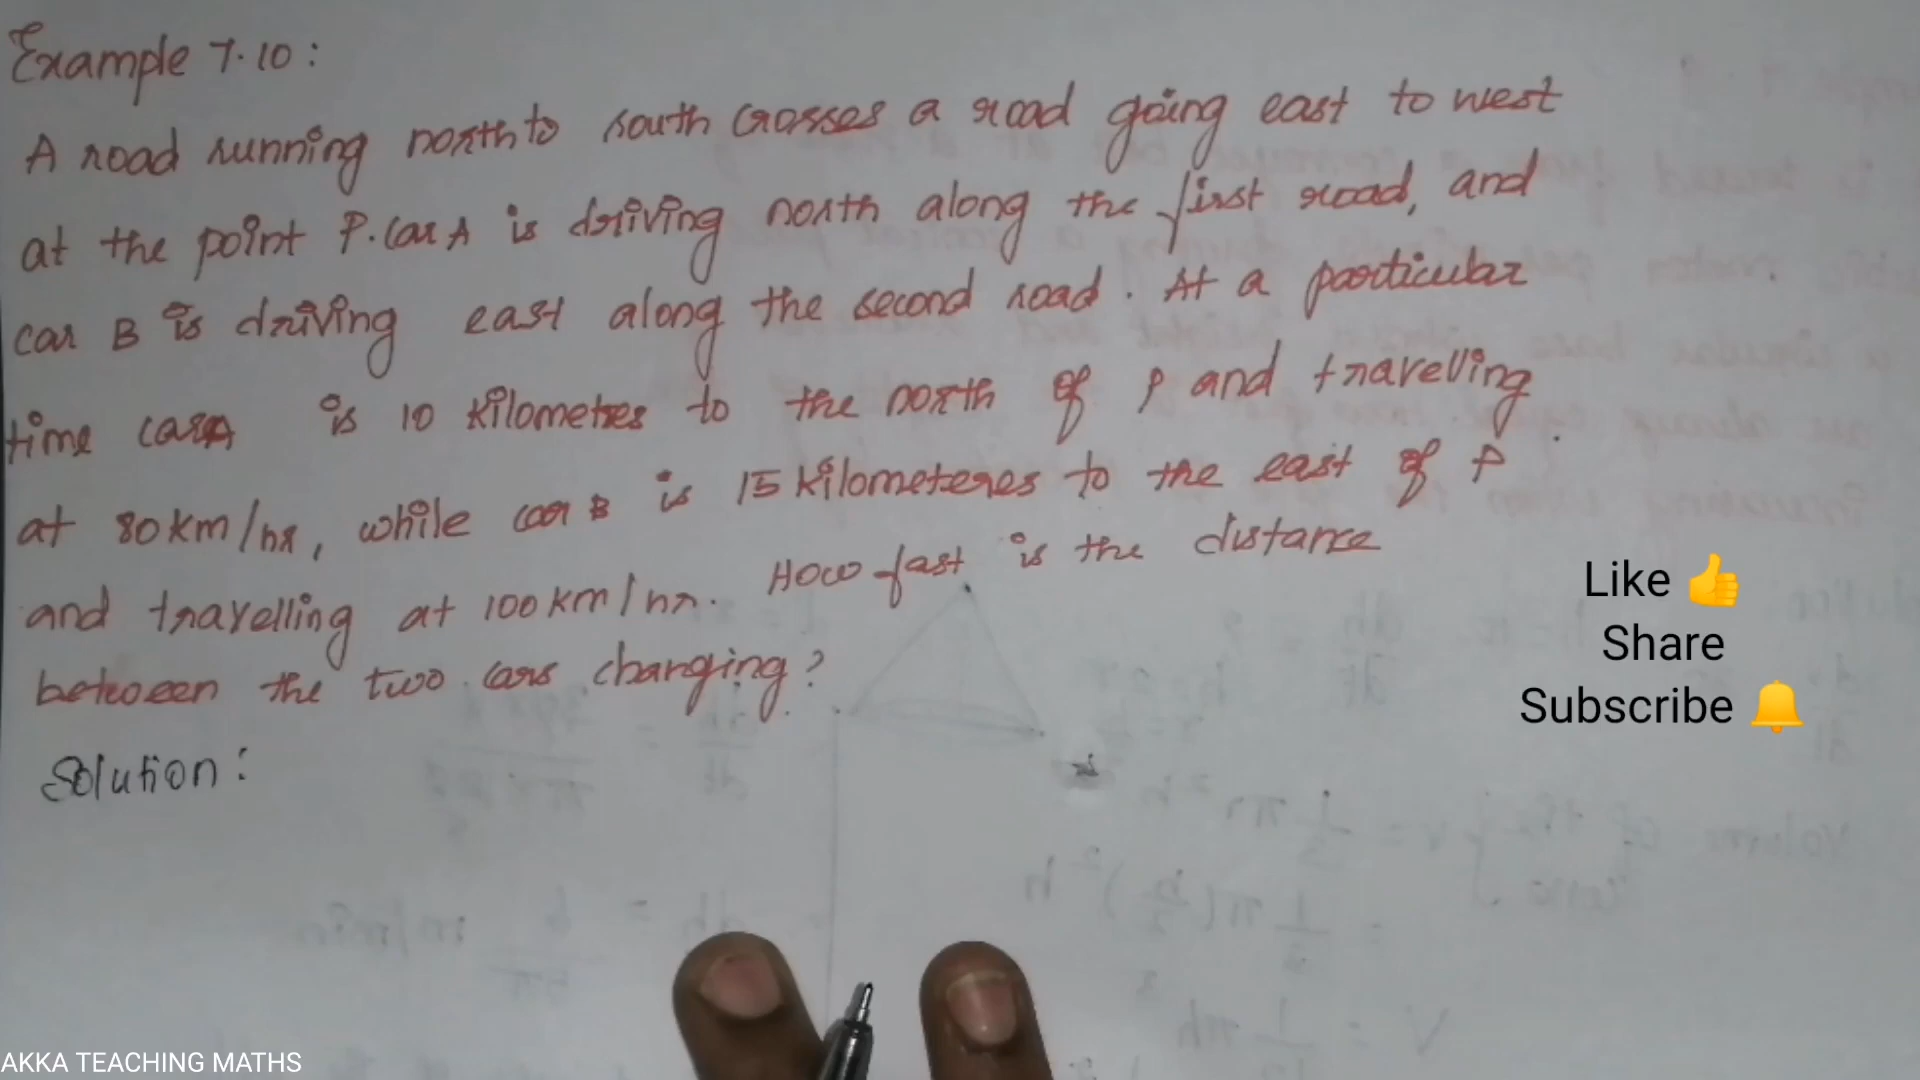 Example 7.10:
A road running north to south crosses a road going east to west
at the point P. Car A is driving north along the first road, and
car B is driving east along the second road. At a particular
time car A is 10 kilometres to the north of P and travelling
at 80 km/hr, while car B is 15 kilometeres to the east of P
and travelling at 100 km/hr. How fast is the distance
between the two cars changing?
Solution:
Like 👍
Share
Subscribe 🔔
AKKA TEACHING MATHS